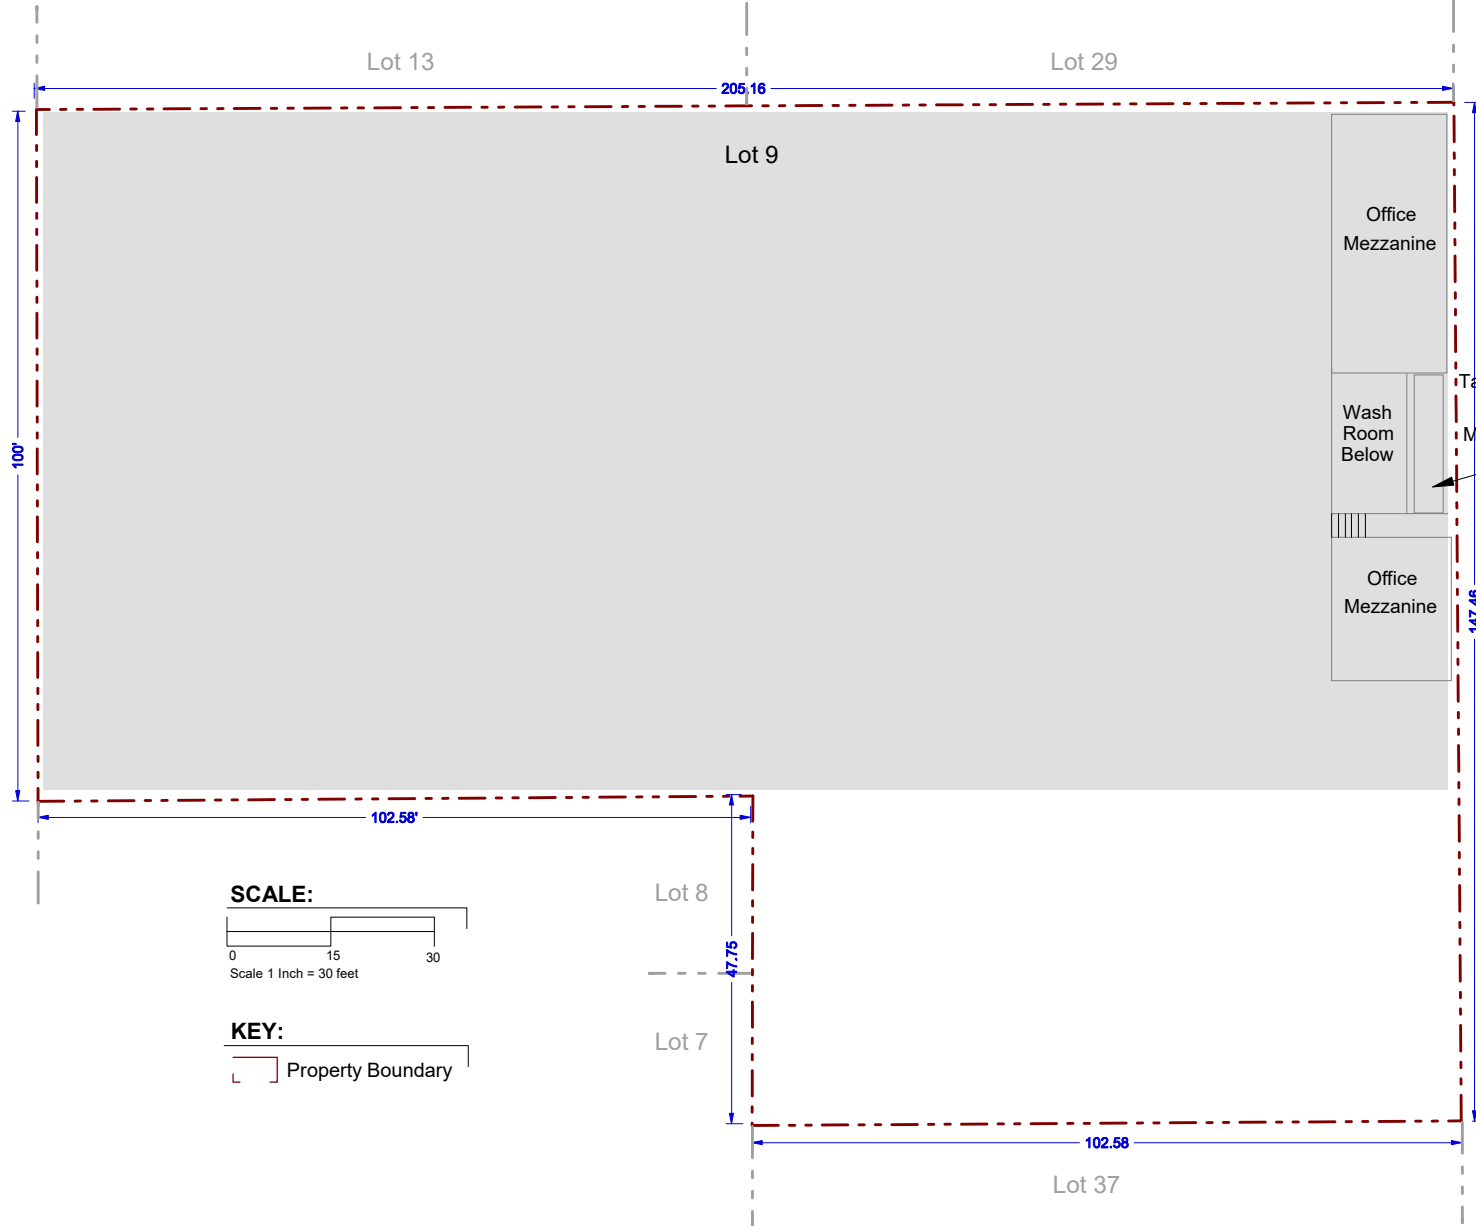 Lot 13
Lot 29
205.16
Lot 9
Office
Mezzanine
Wash
Room
Below
100'
Office
Mezzanine
147.46
102.58'
SCALE:
0 15 30
Scale 1 Inch = 30 feet
Lot 8
47.75
Lot 7
KEY:
Property Boundary
102.58
Lot 37